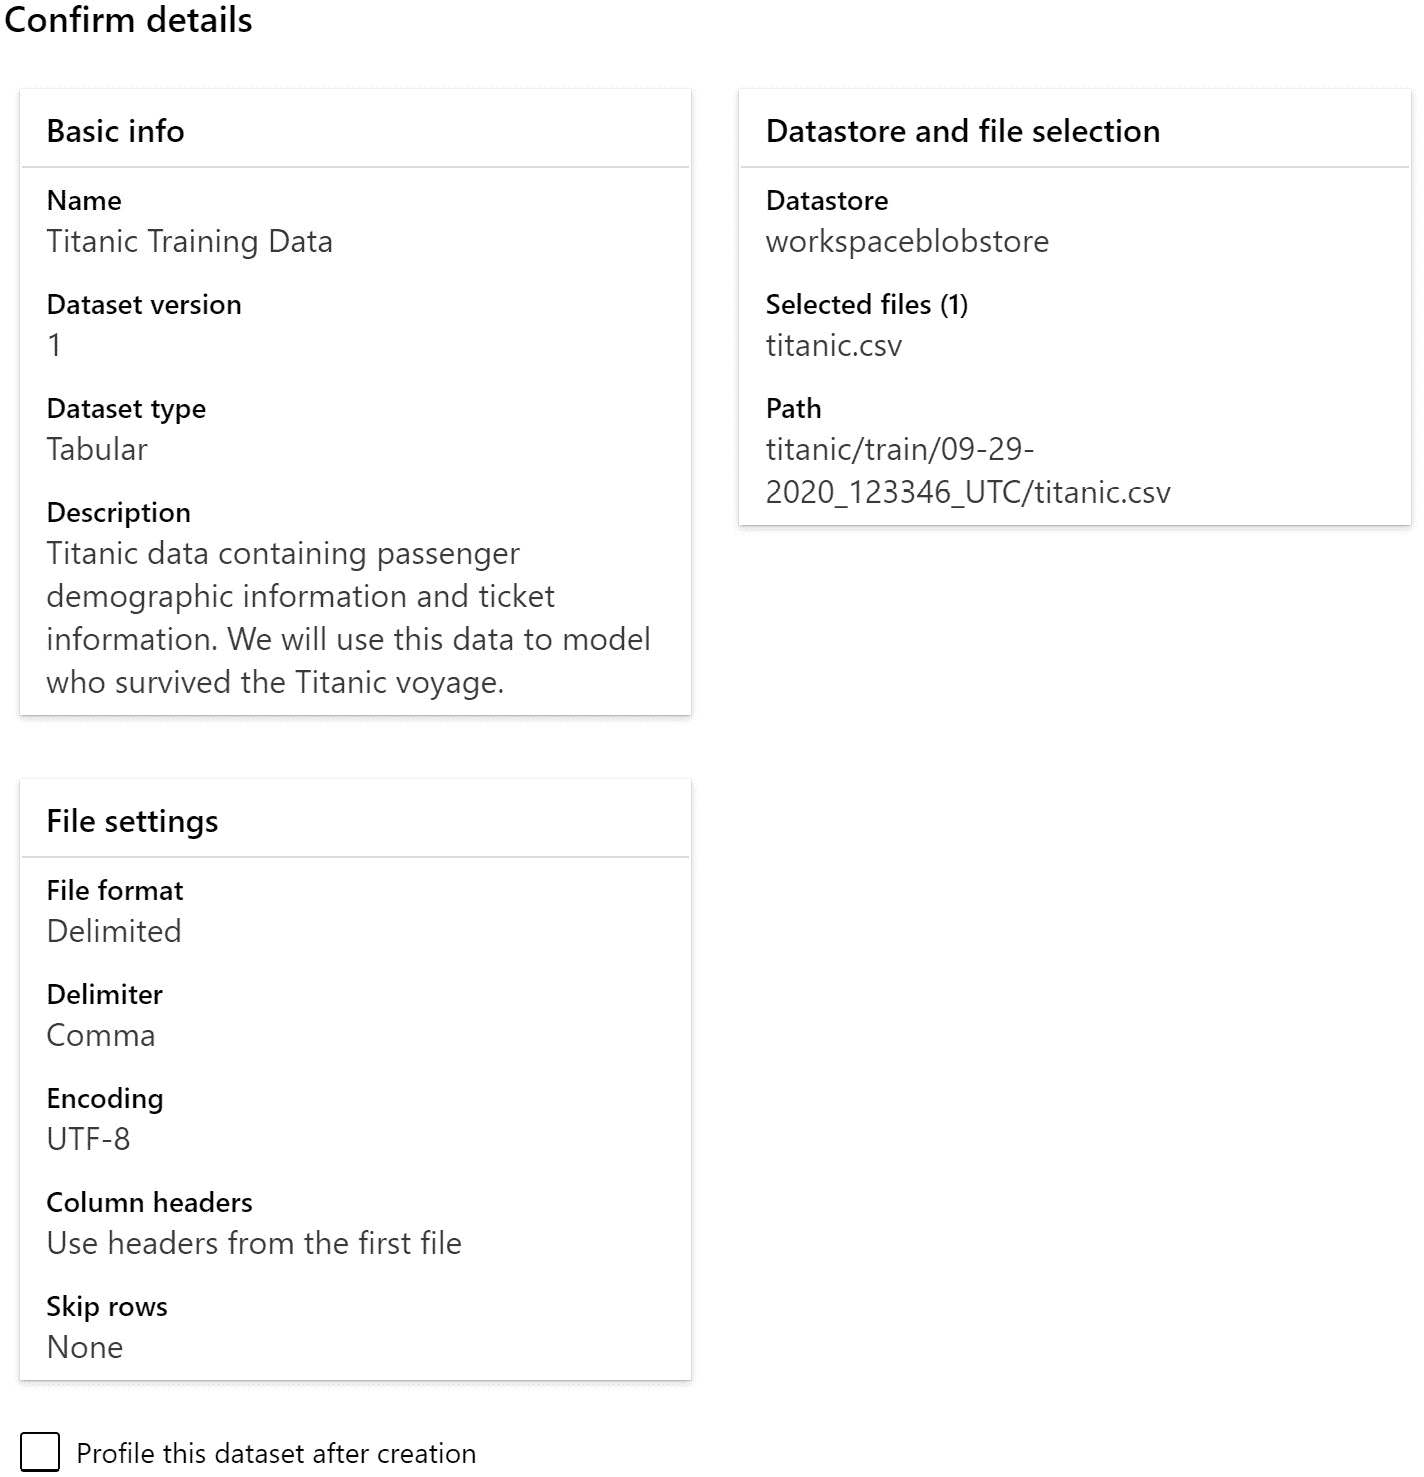 Confirm details
Basic info
Name
Titanic Training Data
Dataset version
1
Dataset type
Tabular
Description
Titanic data containing passenger
demographic information and ticket
information. We will use this data to model
who survived the Titanic voyage.
Datastore and file selection
Datastore
workspaceblobstore
Selected files (1)
titanic.csv
Path
titanic/train/09-29-
2020_123346_UTC/titanic.csv
File settings
File format
Delimited
Delimiter
Comma
Encoding
UTF-8
Column headers
Use headers from the first file
Skip rows
None
Profile this dataset after creation